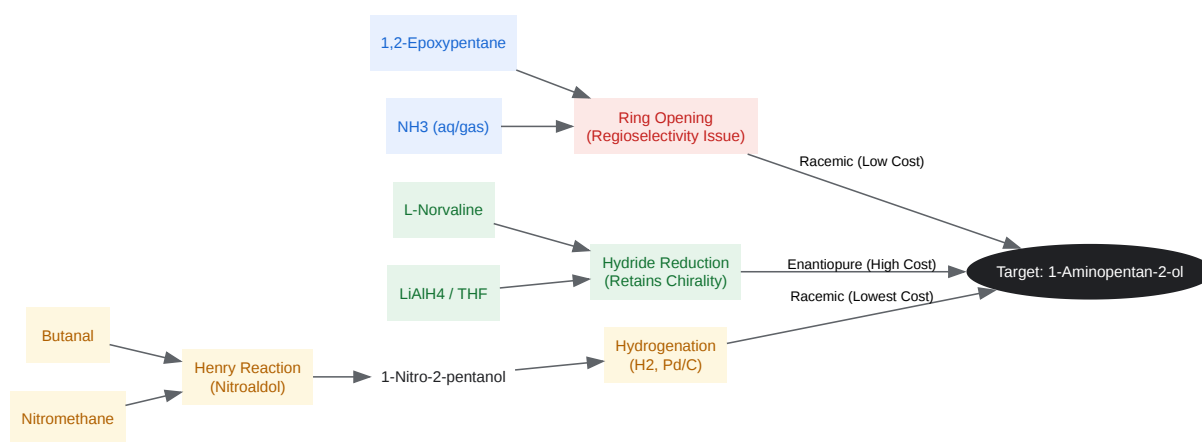 1,2-Epoxypentane
NH3 (aq/gas)
Ring Opening
(Regioselectivity Issue)
Racemic (Low Cost)
L-Norvaline
LiAlH4 / THF
Hydride Reduction
(Retains Chirality)
Enantiopure (High Cost)
Target: 1-Aminopentan-2-ol
Racemic (Lowest Cost)
Butanal
Nitromethane
Henry Reaction
(Nitroaldol)
1-Nitro-2-pentanol
Hydrogenation
(H2, Pd/C)